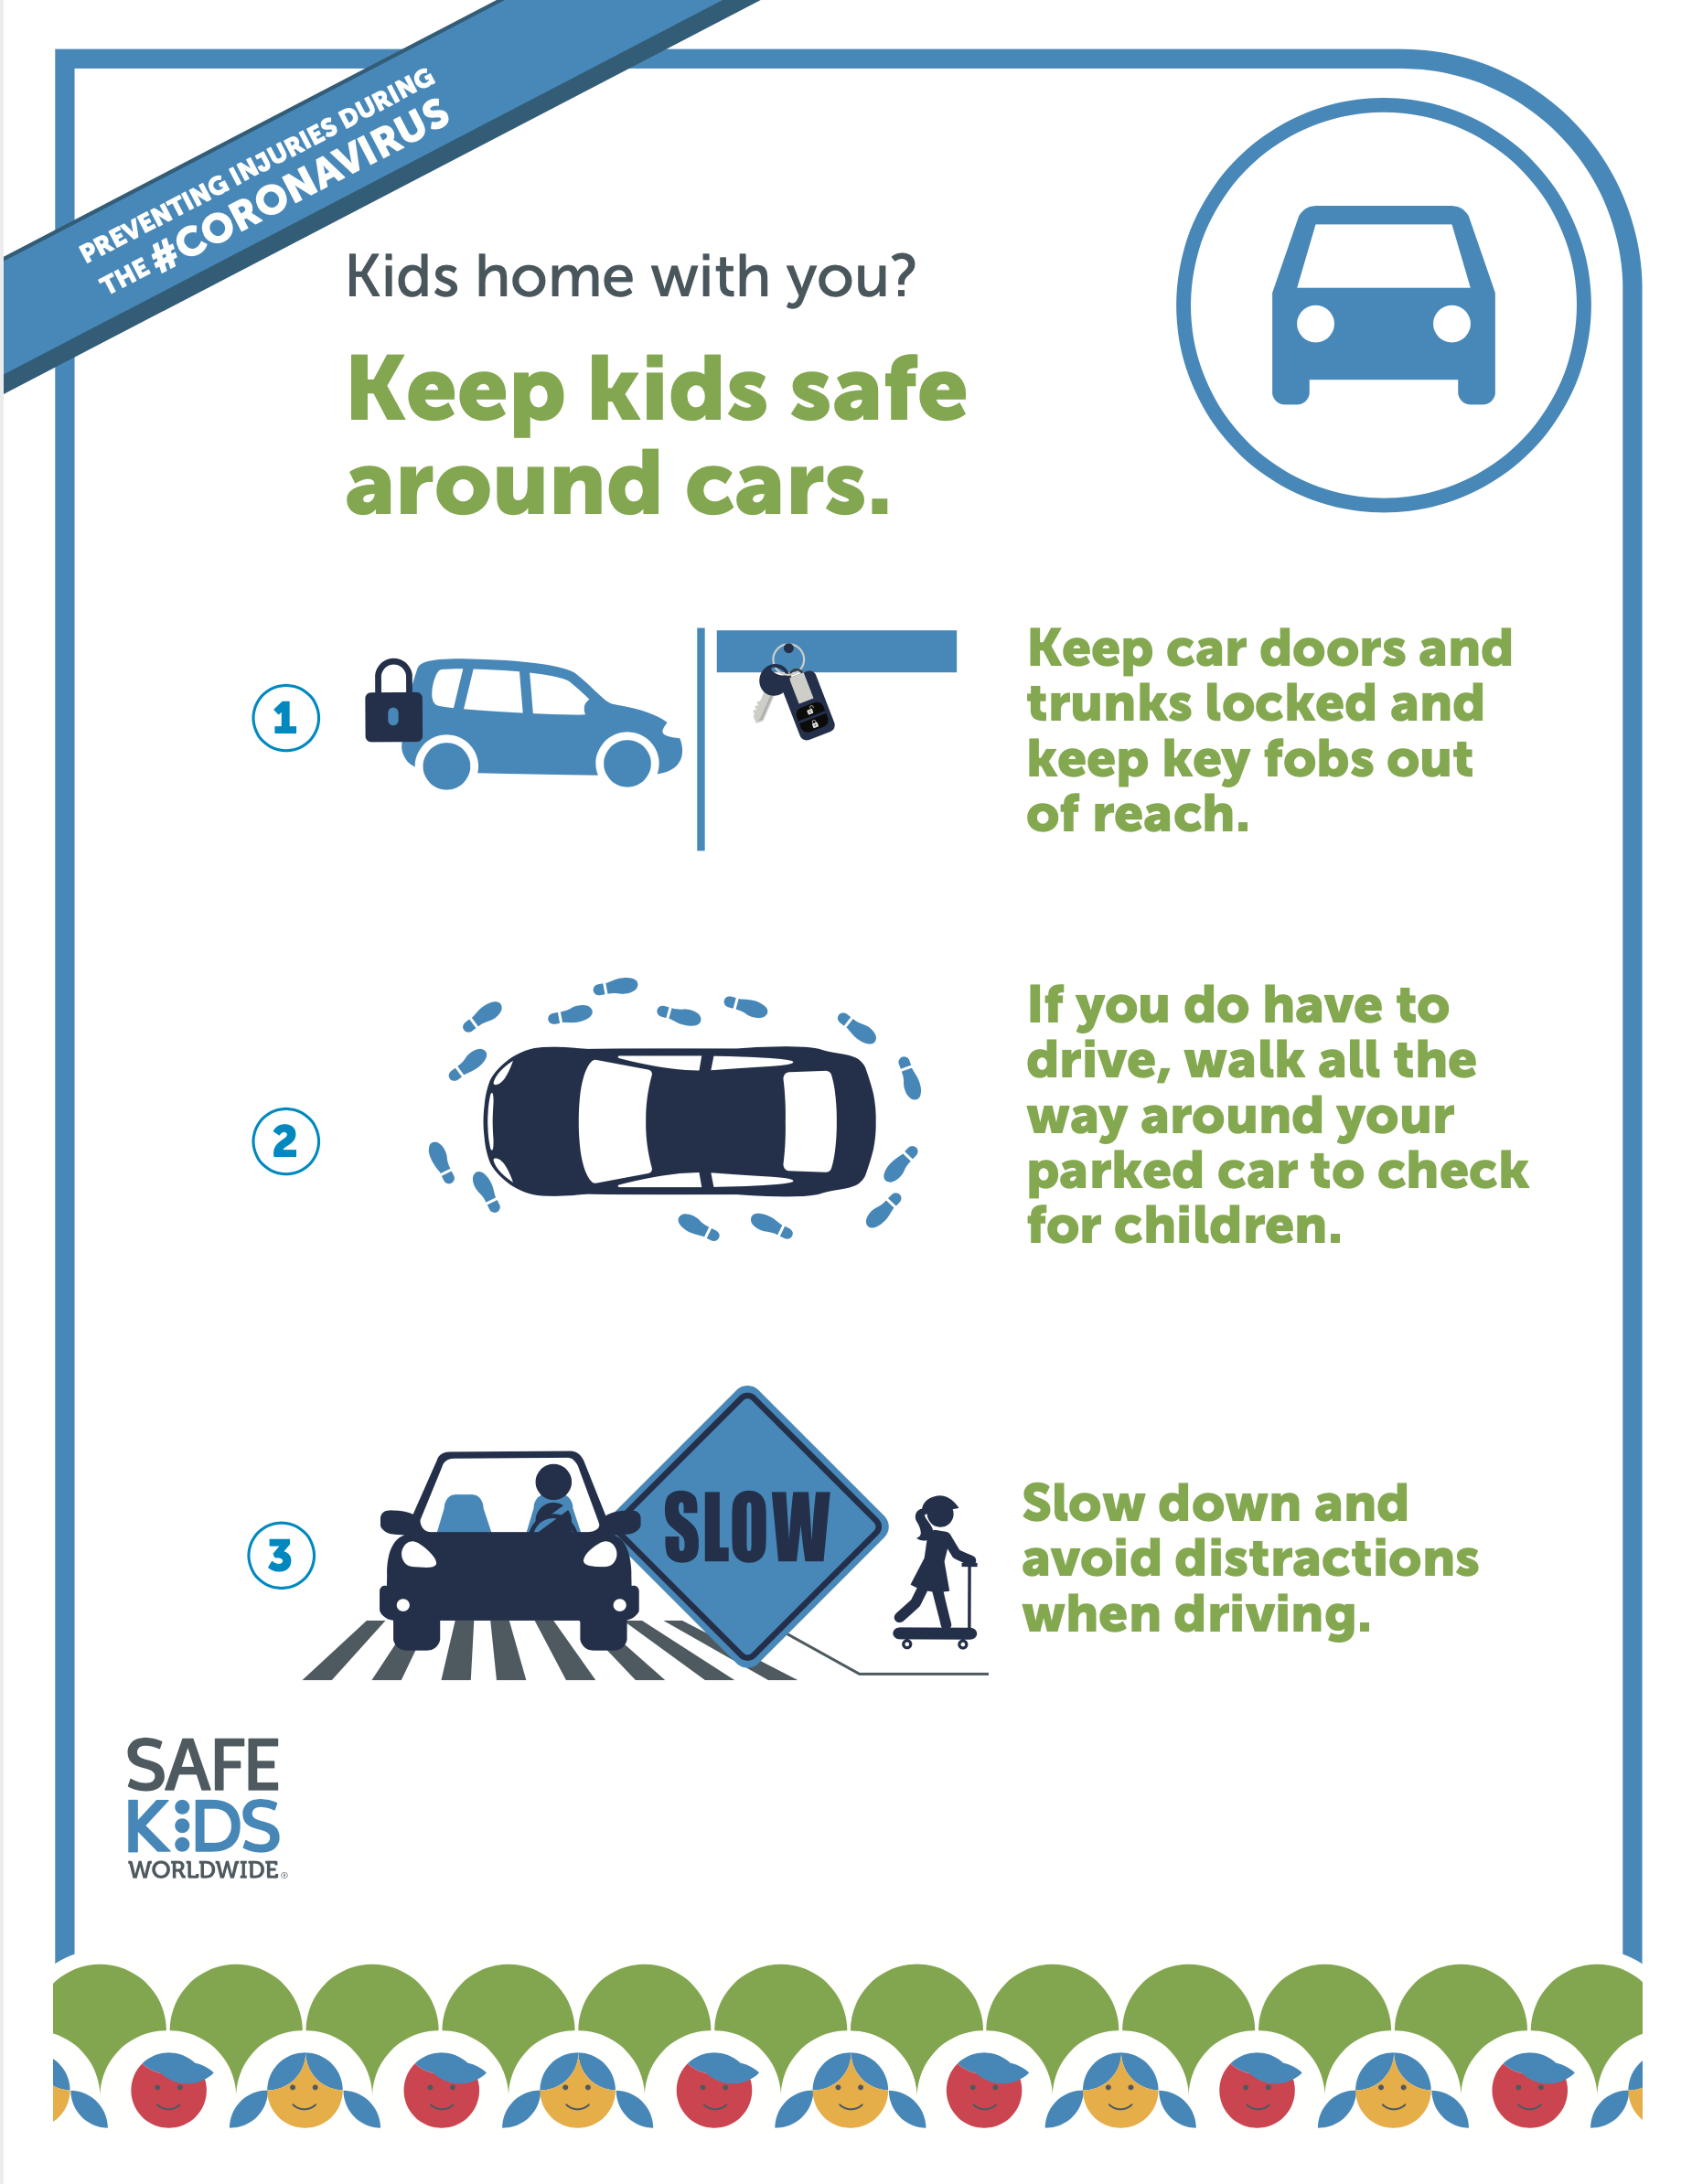 PREVENTING INJURIES DURING
THE #CORONAVIRUS
Kids home with you?
Keep kids safe
around cars.
1
Keep car doors and
trunks locked and
keep key fobs out
of reach.
2
If you do have to
drive, walk all the
way around your
parked car to check
for children.
3
SLOW
Slow down and
avoid distractions
when driving.
SAFE
KIDS
WORLDWIDE®